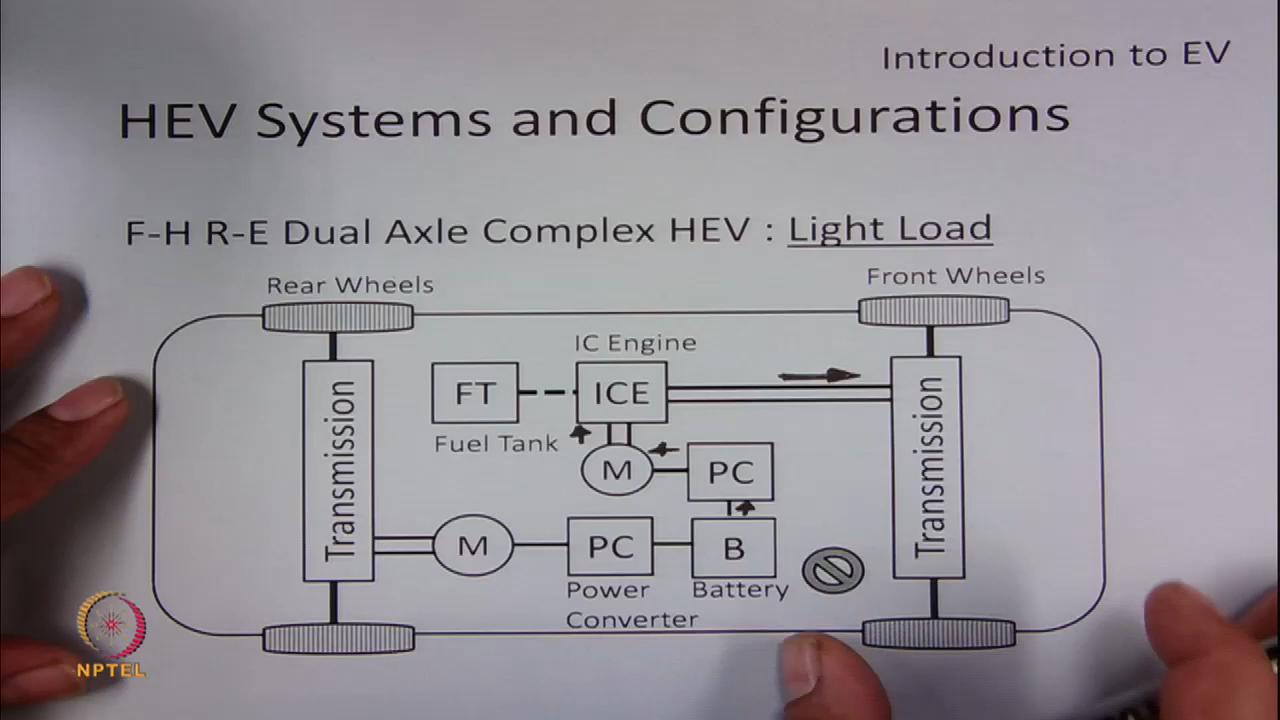 Introduction to EV
HEV Systems and Configurations
F-H R-E Dual Axle Complex HEV : Light Load
Rear Wheels
Front Wheels
IC Engine
FT
ICE
Fuel Tank
Transmission
Transmission
M
PC
M
PC
B
Power
Converter
Battery
NPTEL